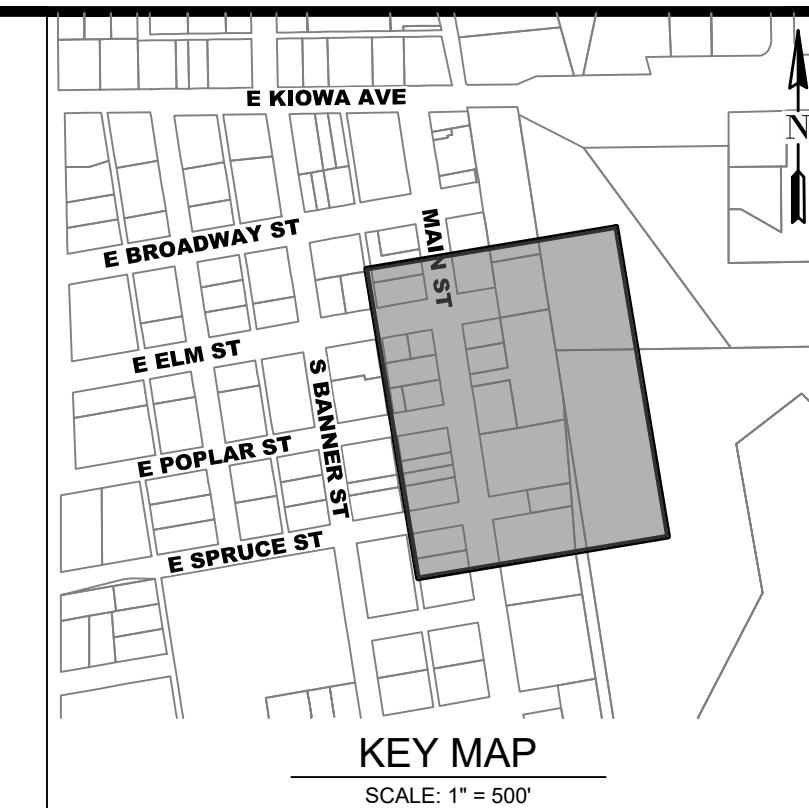 E KIOWA AVE
N
MAIN ST
E BROADWAY ST
E ELM ST
S BANNER ST
E POPLAR ST
E SPRUCE ST
KEY MAP
SCALE: 1" = 500'